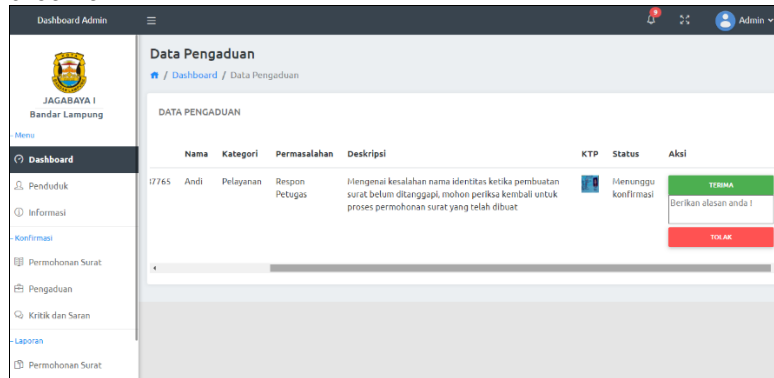 Dashboard Admin
9
Admin
JAGABAYA I
Bandar Lampung
- Menu
Dashboard
Penduduk
Informasi
- Konfirmasi
Permohonan Surat
Pengaduan
Kritik dan Saran
- Laporan
Permohonan Surat
Data Pengaduan
/ Dashboard / Data Pengaduan
DATA PENGADUAN
Nama Kategori Permasalahan Deskripsi KTP Status Aksi
17765 Andi Pelayanan Respon Petugas Mengenai kesalahan nama identitas ketika pembuatan Menunggu konfirmasi TERIMA
surat belum ditanggapi, mohon periksa kembali untuk Berikan alasan anda !
proses permohonan surat yang telah dibuat
TOLAK